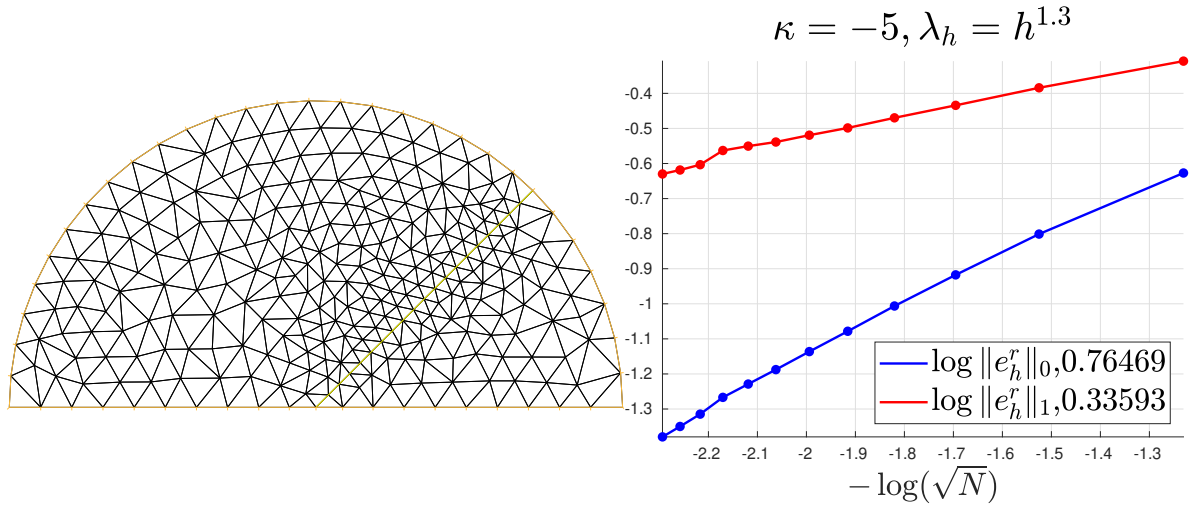 κ = −5, λ_h = h^{1.3}
-0.4
-0.5
-0.6
-0.7
-0.8
-0.9
-1
-1.1
-1.2
-1.3
log ‖e_h^r‖_0,0.76469
log ‖e_h^r‖_1,0.33593
-2.2 -2.1 -2 -1.9 -1.8 -1.7 -1.6 -1.5 -1.4 -1.3
− log(√N)